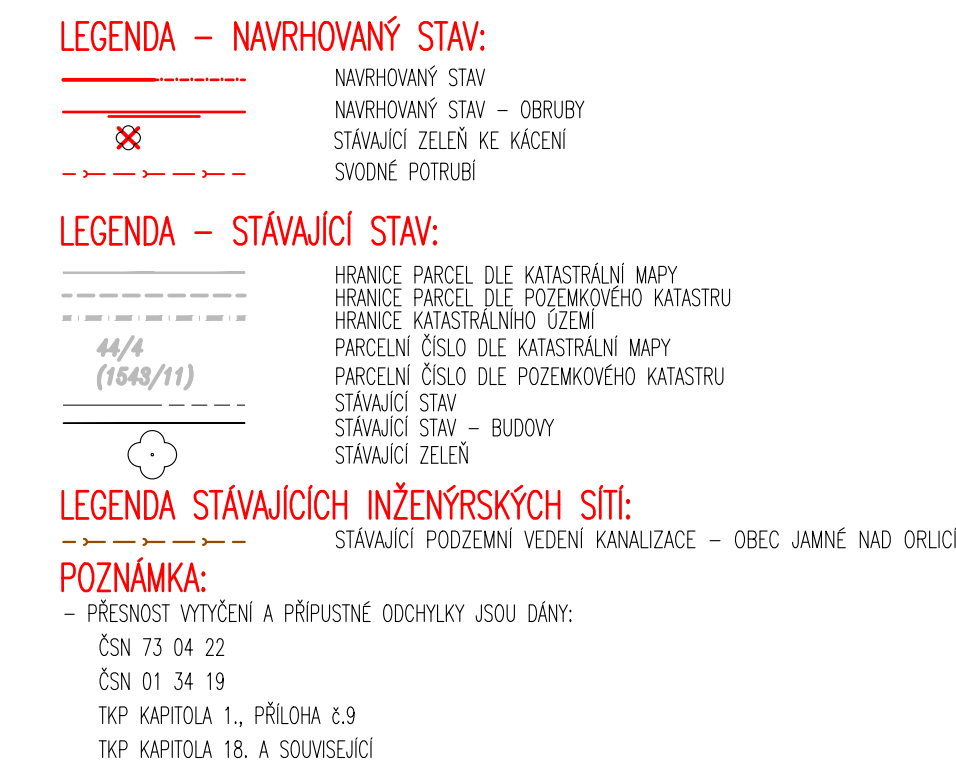 LEGENDA – NAVRHOVANÝ STAV:
NAVRHOVANÝ STAV
NAVRHOVANÝ STAV – OBRUBY
STÁVAJÍCÍ ZELEŇ KE KÁCENÍ
SVODNÉ POTRUBÍ
LEGENDA – STÁVAJÍCÍ STAV:
HRANICE PARCEL DLE KATASTRÁLNÍ MAPY
HRANICE PARCEL DLE POZEMKOVÉHO KATASTRU
HRANICE KATASTRÁLNÍHO ÚZEMÍ
44/4 PARCELNÍ ČÍSLO DLE KATASTRÁLNÍ MAPY
(1543/11) PARCELNÍ ČÍSLO DLE POZEMKOVÉHO KATASTRU
STÁVAJÍCÍ STAV
STÁVAJÍCÍ STAV – BUDOVY
STÁVAJÍCÍ ZELEŇ
LEGENDA STÁVAJÍCÍCH INŽENÝRSKÝCH SÍTÍ:
STÁVAJÍCÍ PODZEMNÍ VEDENÍ KANALIZACE – OBEC JAMNÉ NAD ORLICÍ
POZNÁMKA:
– PŘESNOST VYTYČENÍ A PŘÍPUSTNÉ ODCHYLKY JSOU DÁNY:
ČSN 73 04 22
ČSN 01 34 19
TKP KAPITOLA 1., PŘÍLOHA č.9
TKP KAPITOLA 18. A SOUVISEJÍCÍ